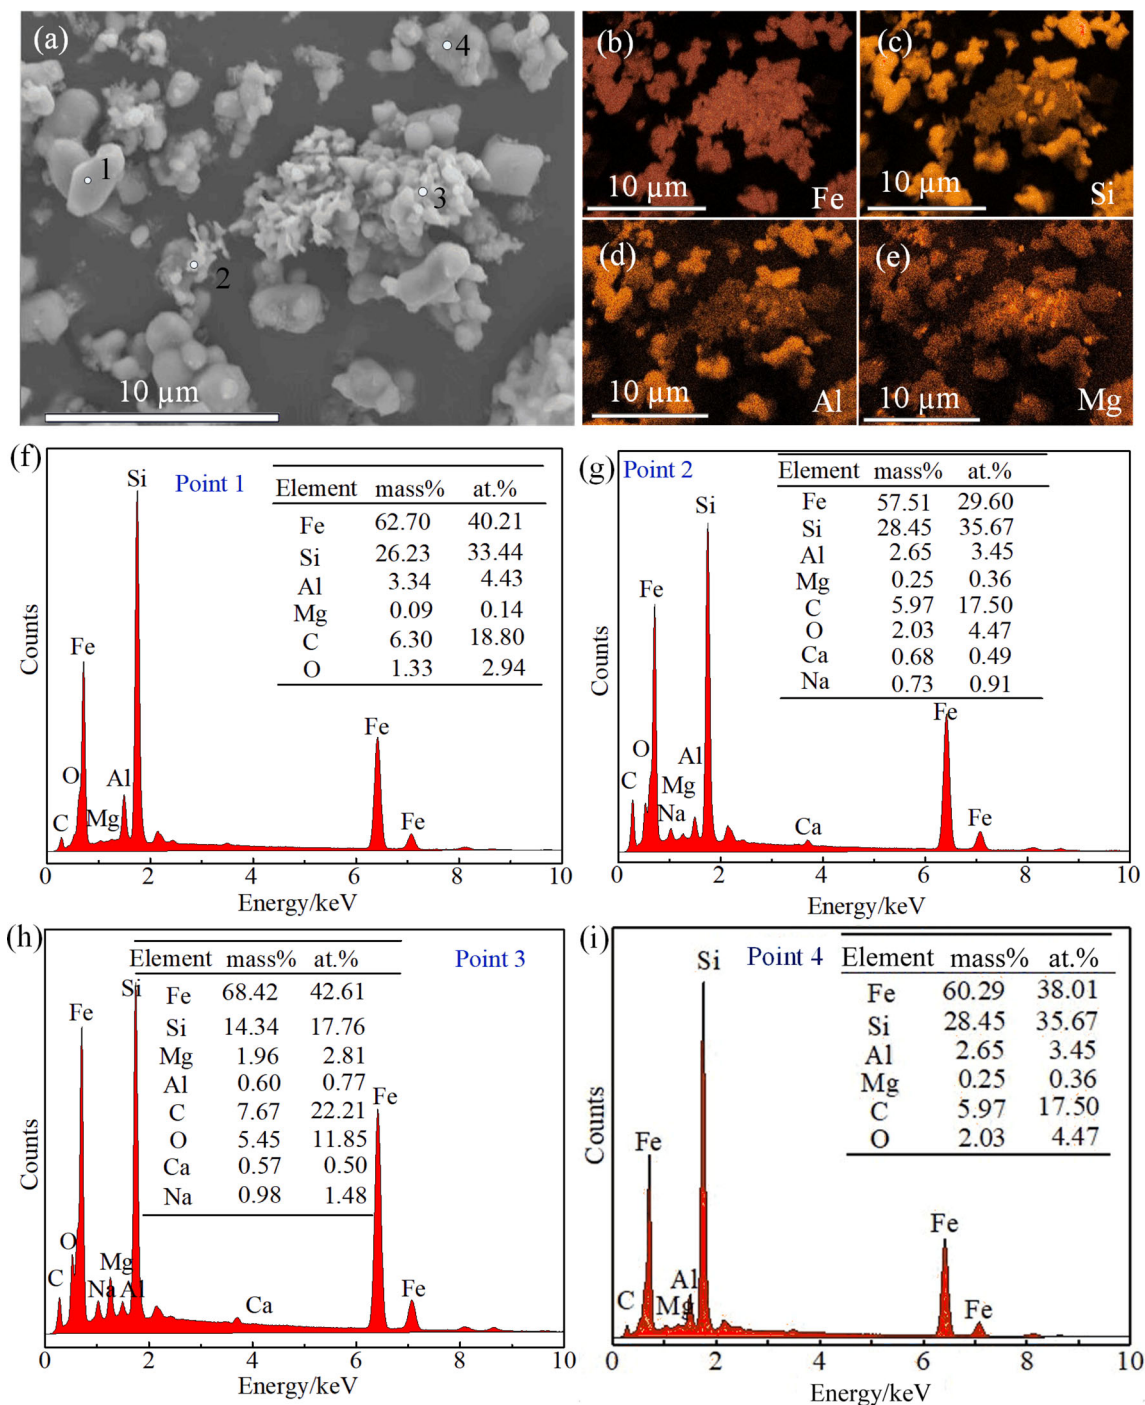 (a)
1
2
3
4
10 µm
(b)
10 µm
Fe
(c)
10 µm
Si
(d)
10 µm
Al
(e)
10 µm
Mg
(f)
Point 1
Element mass% at.%
Fe 62.70 40.21
Si 26.23 33.44
Al 3.34 4.43
Mg 0.09 0.14
C 6.30 18.80
O 1.33 2.94
Si
Fe
O
C
Mg
Al
Fe
Fe
Counts
0 2 4 6 8 10
Energy/keV
(g)
Point 2
Element mass% at.%
Fe 57.51 29.60
Si 28.45 35.67
Al 2.65 3.45
Mg 0.25 0.36
C 5.97 17.50
O 2.03 4.47
Ca 0.68 0.49
Na 0.73 0.91
Si
Fe
O
C
Al
Mg
Na
Ca
Fe
Fe
Counts
0 2 4 6 8 10
Energy/keV
(h)
Point 3
Element mass% at.%
Fe 68.42 42.61
Si 14.34 17.76
Mg 1.96 2.81
Al 0.60 0.77
C 7.67 22.21
O 5.45 11.85
Ca 0.57 0.50
Na 0.98 1.48
Si
Fe
O
C
Mg
Na
Al
Ca
Fe
Fe
Counts
0 2 4 6 8 10
Energy/keV
(i)
Point 4
Element mass% at.%
Fe 60.29 38.01
Si 28.45 35.67
Al 2.65 3.45
Mg 0.25 0.36
C 5.97 17.50
O 2.03 4.47
Si
Fe
C
Al
Mg
Fe
Fe
Counts
0 2 4 6 8 10
Energy/keV